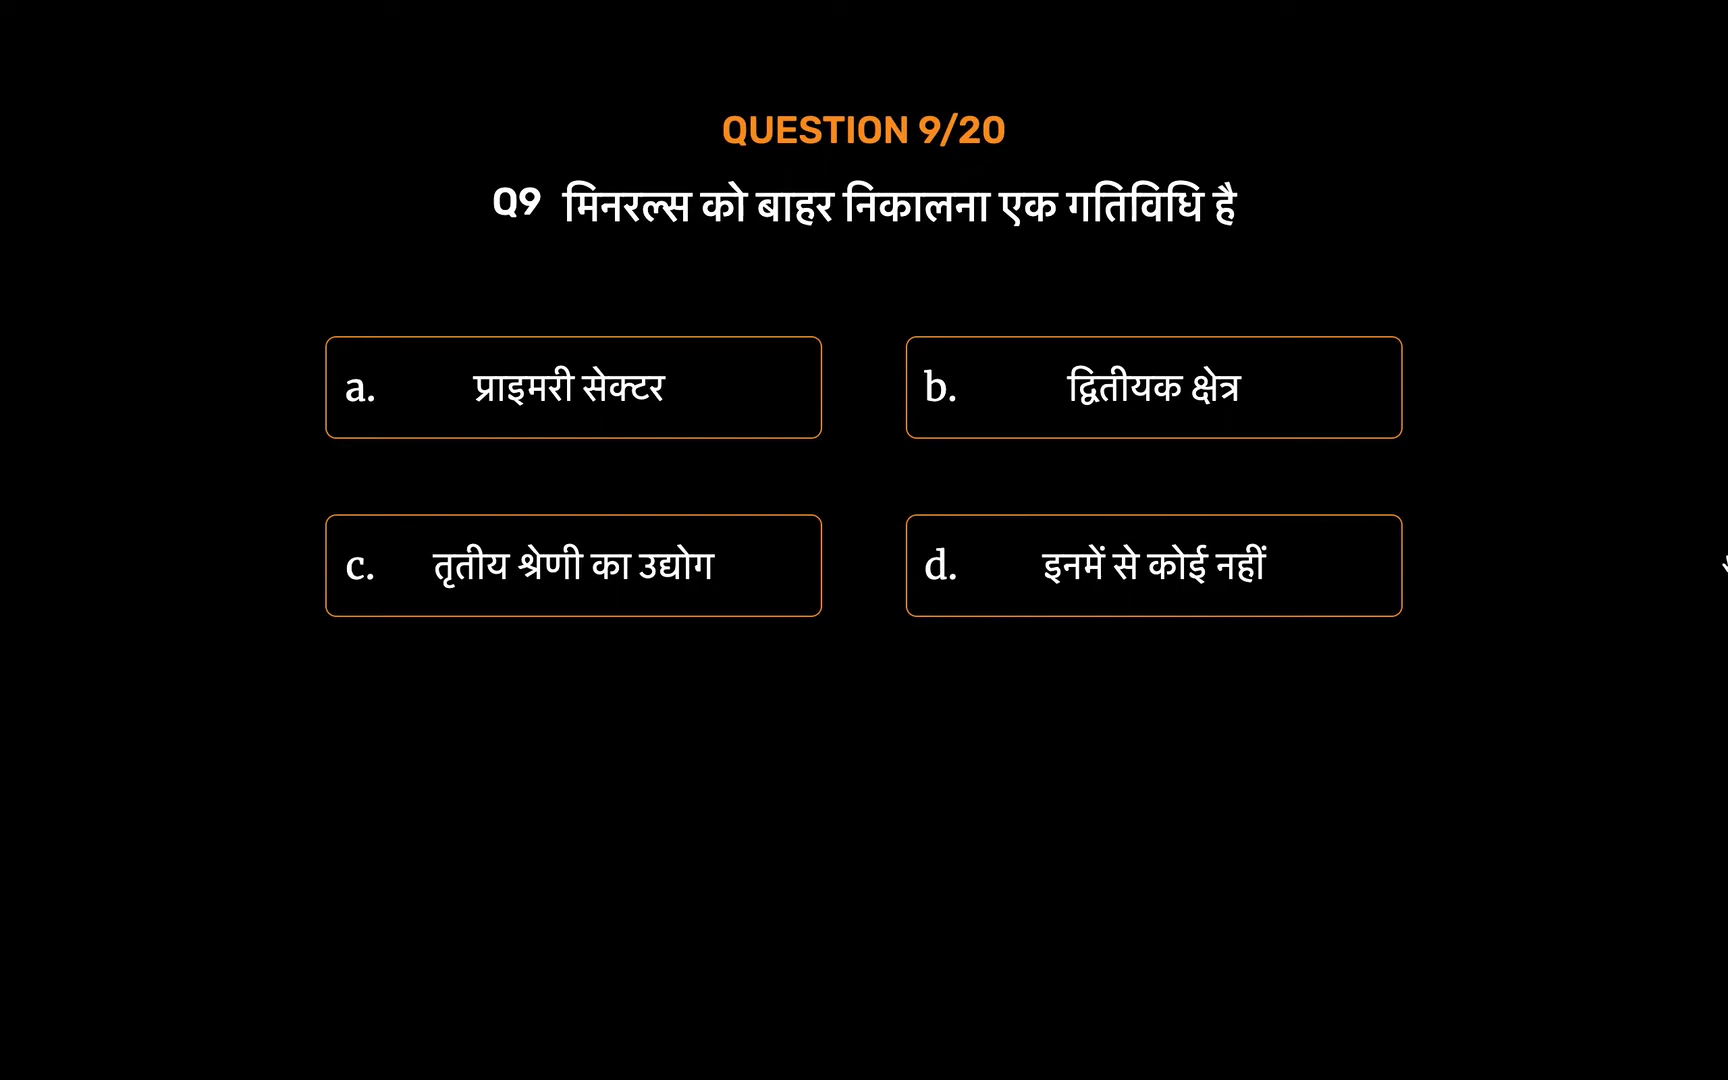 QUESTION 9/20
Q9 मिनरल्स को बाहर निकालना एक गतिविधि है
a. प्राइमरी सेक्टर
b. द्वितीयक क्षेत्र
c. तृतीय श्रेणी का उद्योग
d. इनमें से कोई नहीं